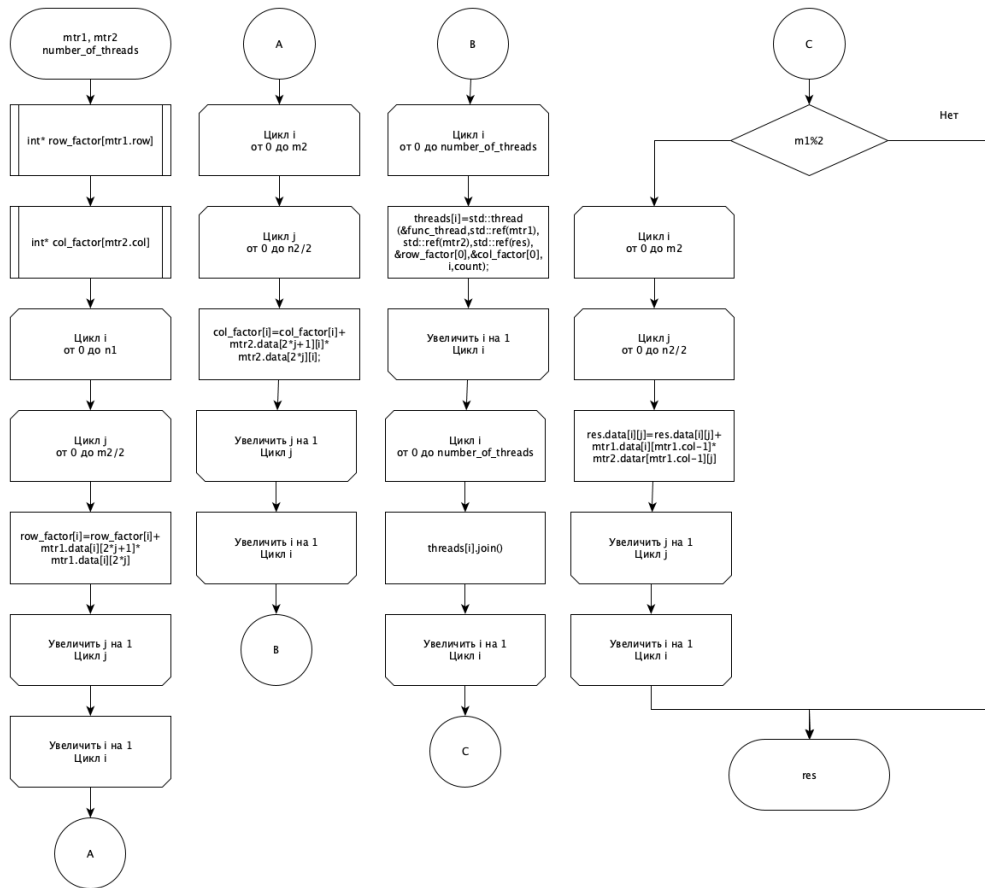 mtr1, mtr2
number_of_threads
int* row_factor[mtr1.row]
int* col_factor[mtr2.col]
Цикл i
от 0 до n1
Цикл j
от 0 до m2/2
row_factor[i]=row_factor[i]+
mtr1.data[i][2*j+1]*
mtr1.data[i][2*j]
Увеличить j на 1
Цикл j
Увеличить i на 1
Цикл i
A
A
Цикл i
от 0 до m2
Цикл j
от 0 до n2/2
col_factor[i]=col_factor[i]+
mtr2.data[2*j+1][i]*
mtr2.data[2*j][i];
Увеличить j на 1
Цикл j
Увеличить i на 1
Цикл i
B
B
Цикл i
от 0 до number_of_threads
threads[i]=std::thread
(&func_thread,std::ref(mtr1),
std::ref(mtr2),std::ref(res),
&row_factor[0],&col_factor[0],
i,count);
Увеличить i на 1
Цикл i
Цикл i
от 0 до number_of_threads
threads[i].join()
Увеличить i на 1
Цикл i
C
C
m1%2
Нет
Цикл i
от 0 до m2
Цикл j
от 0 до n2/2
res.data[i][j]=res.data[i][j]+
mtr1.data[i][mtr1.col-1]*
mtr2.datar[mtr1.col-1][j]
Увеличить j на 1
Цикл j
Увеличить i на 1
Цикл i
res